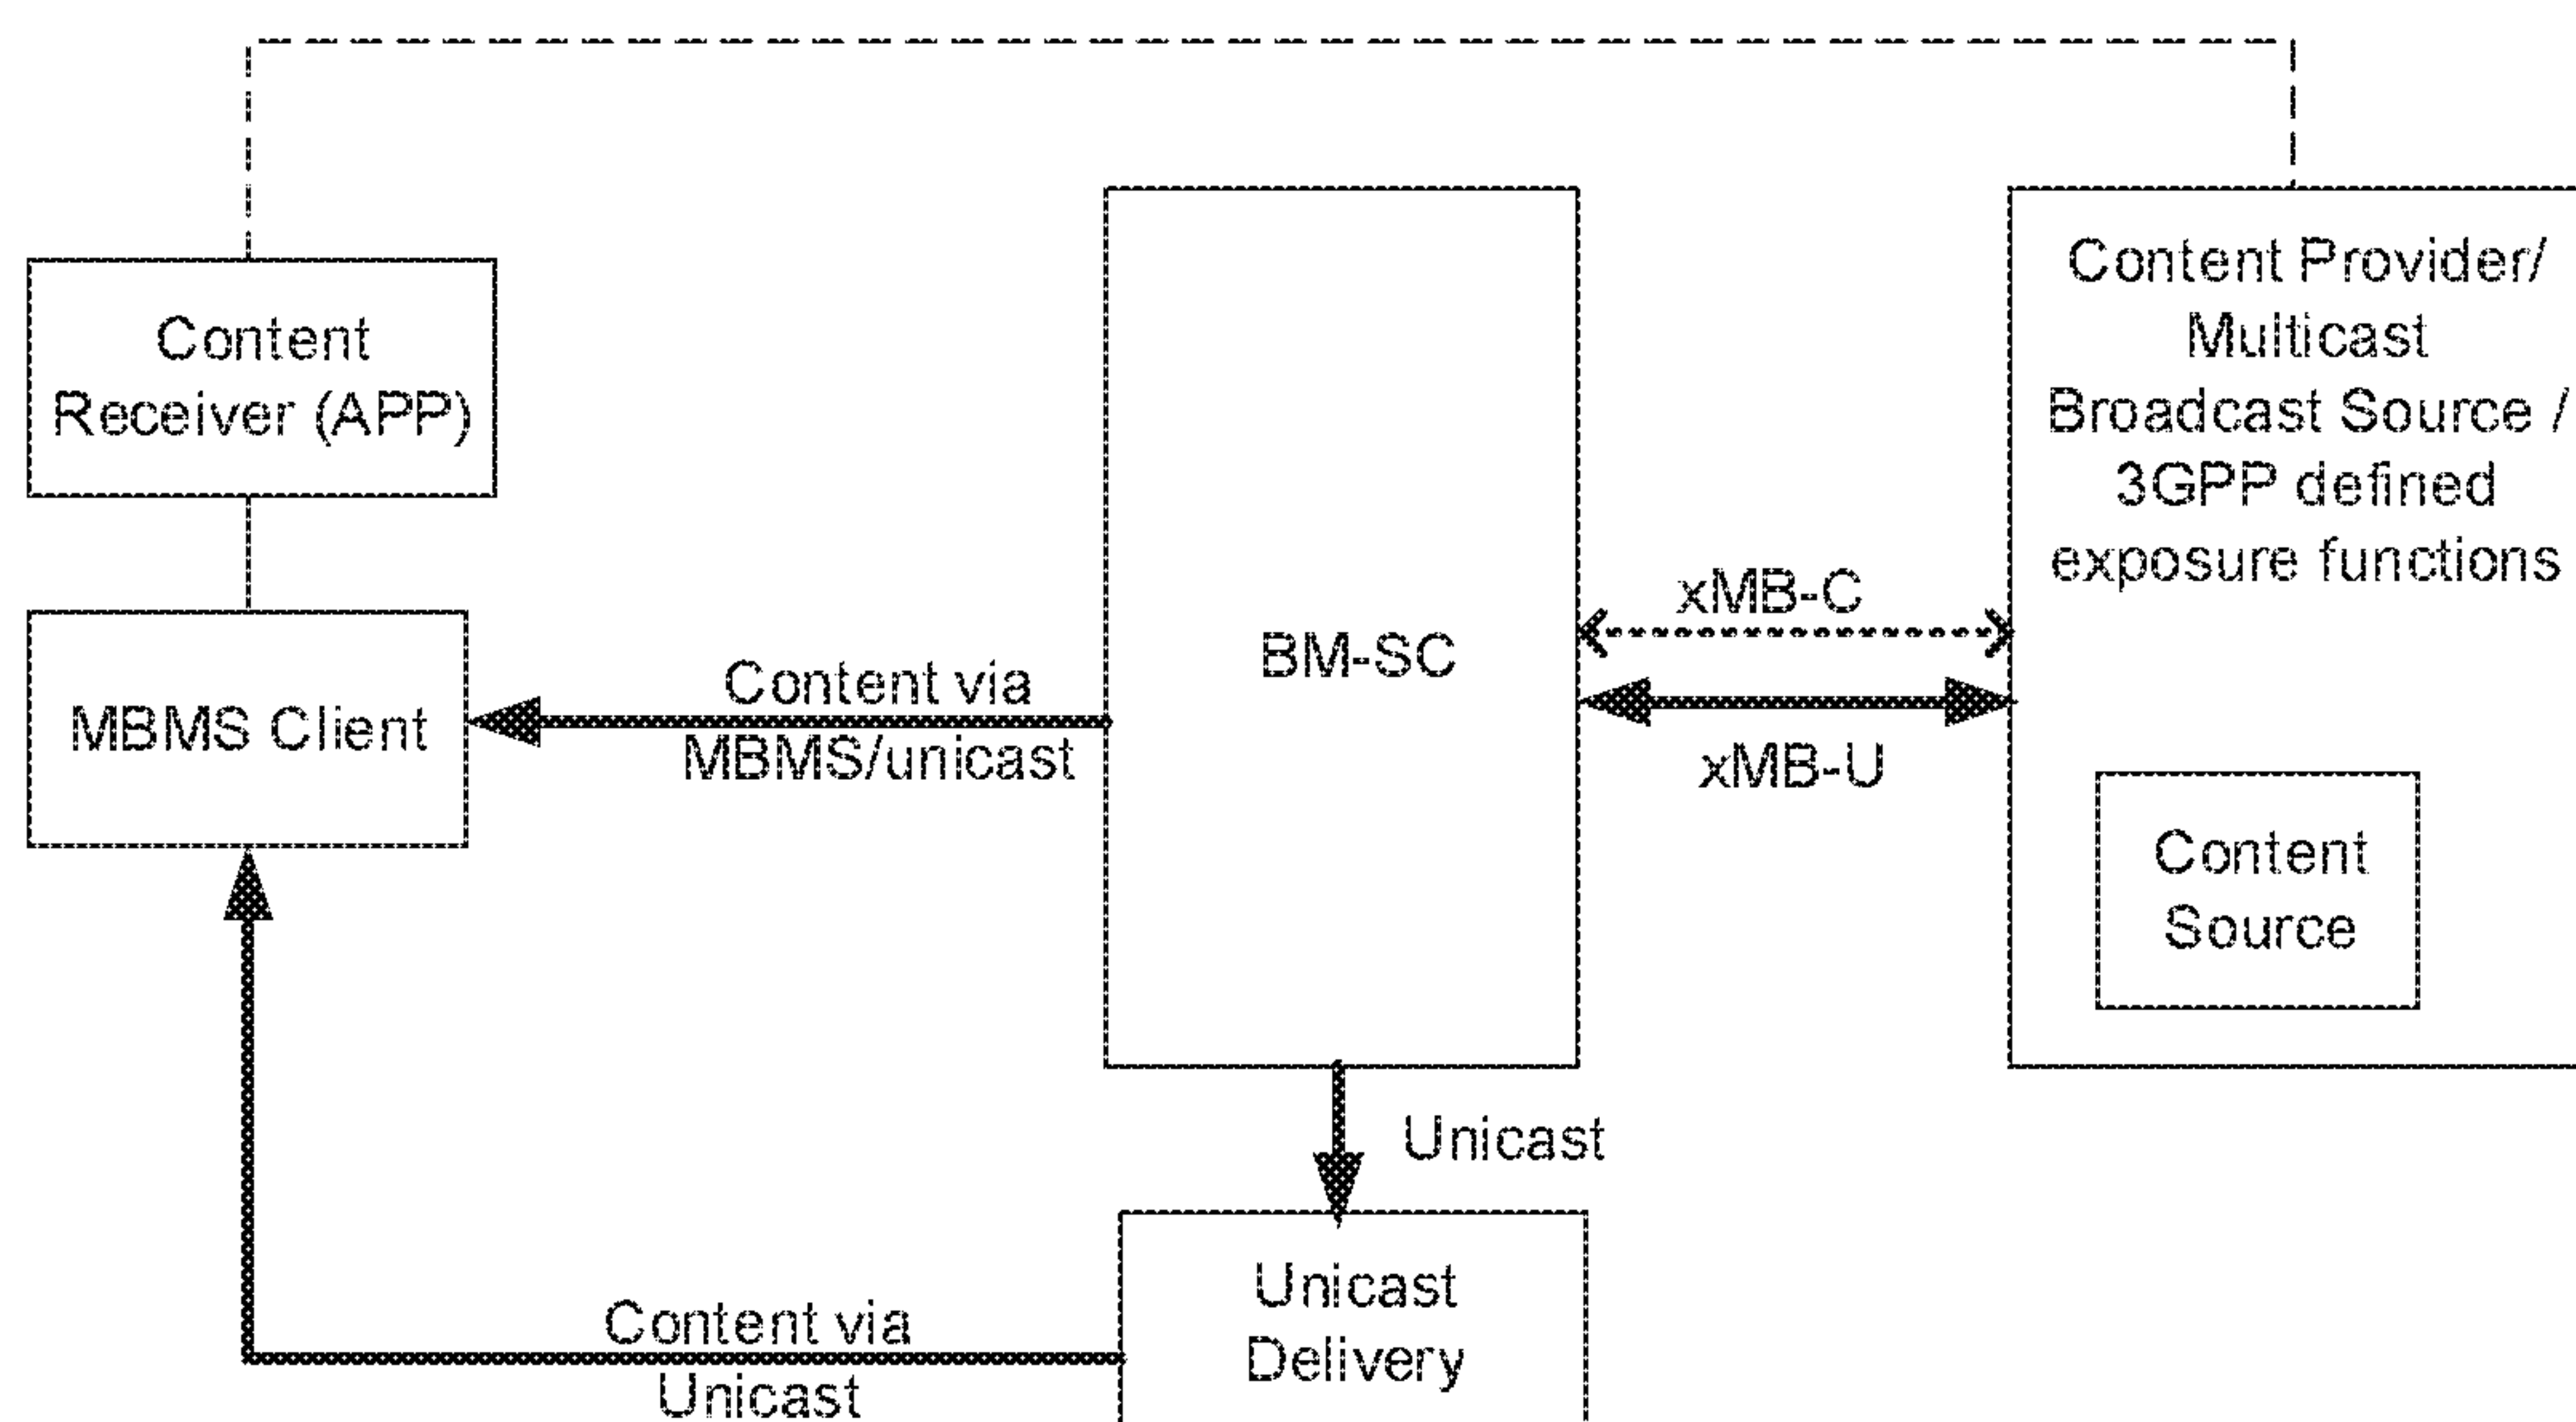 Content
Receiver (APP)
MBMS Client
Content via
MBMS/unicast
BM-SC
xMB-C
xMB-U
Content Provider/
Multicast
Broadcast Source /
3GPP defined
exposure functions
Content
Source
Unicast
Unicast
Delivery
Content via
Unicast